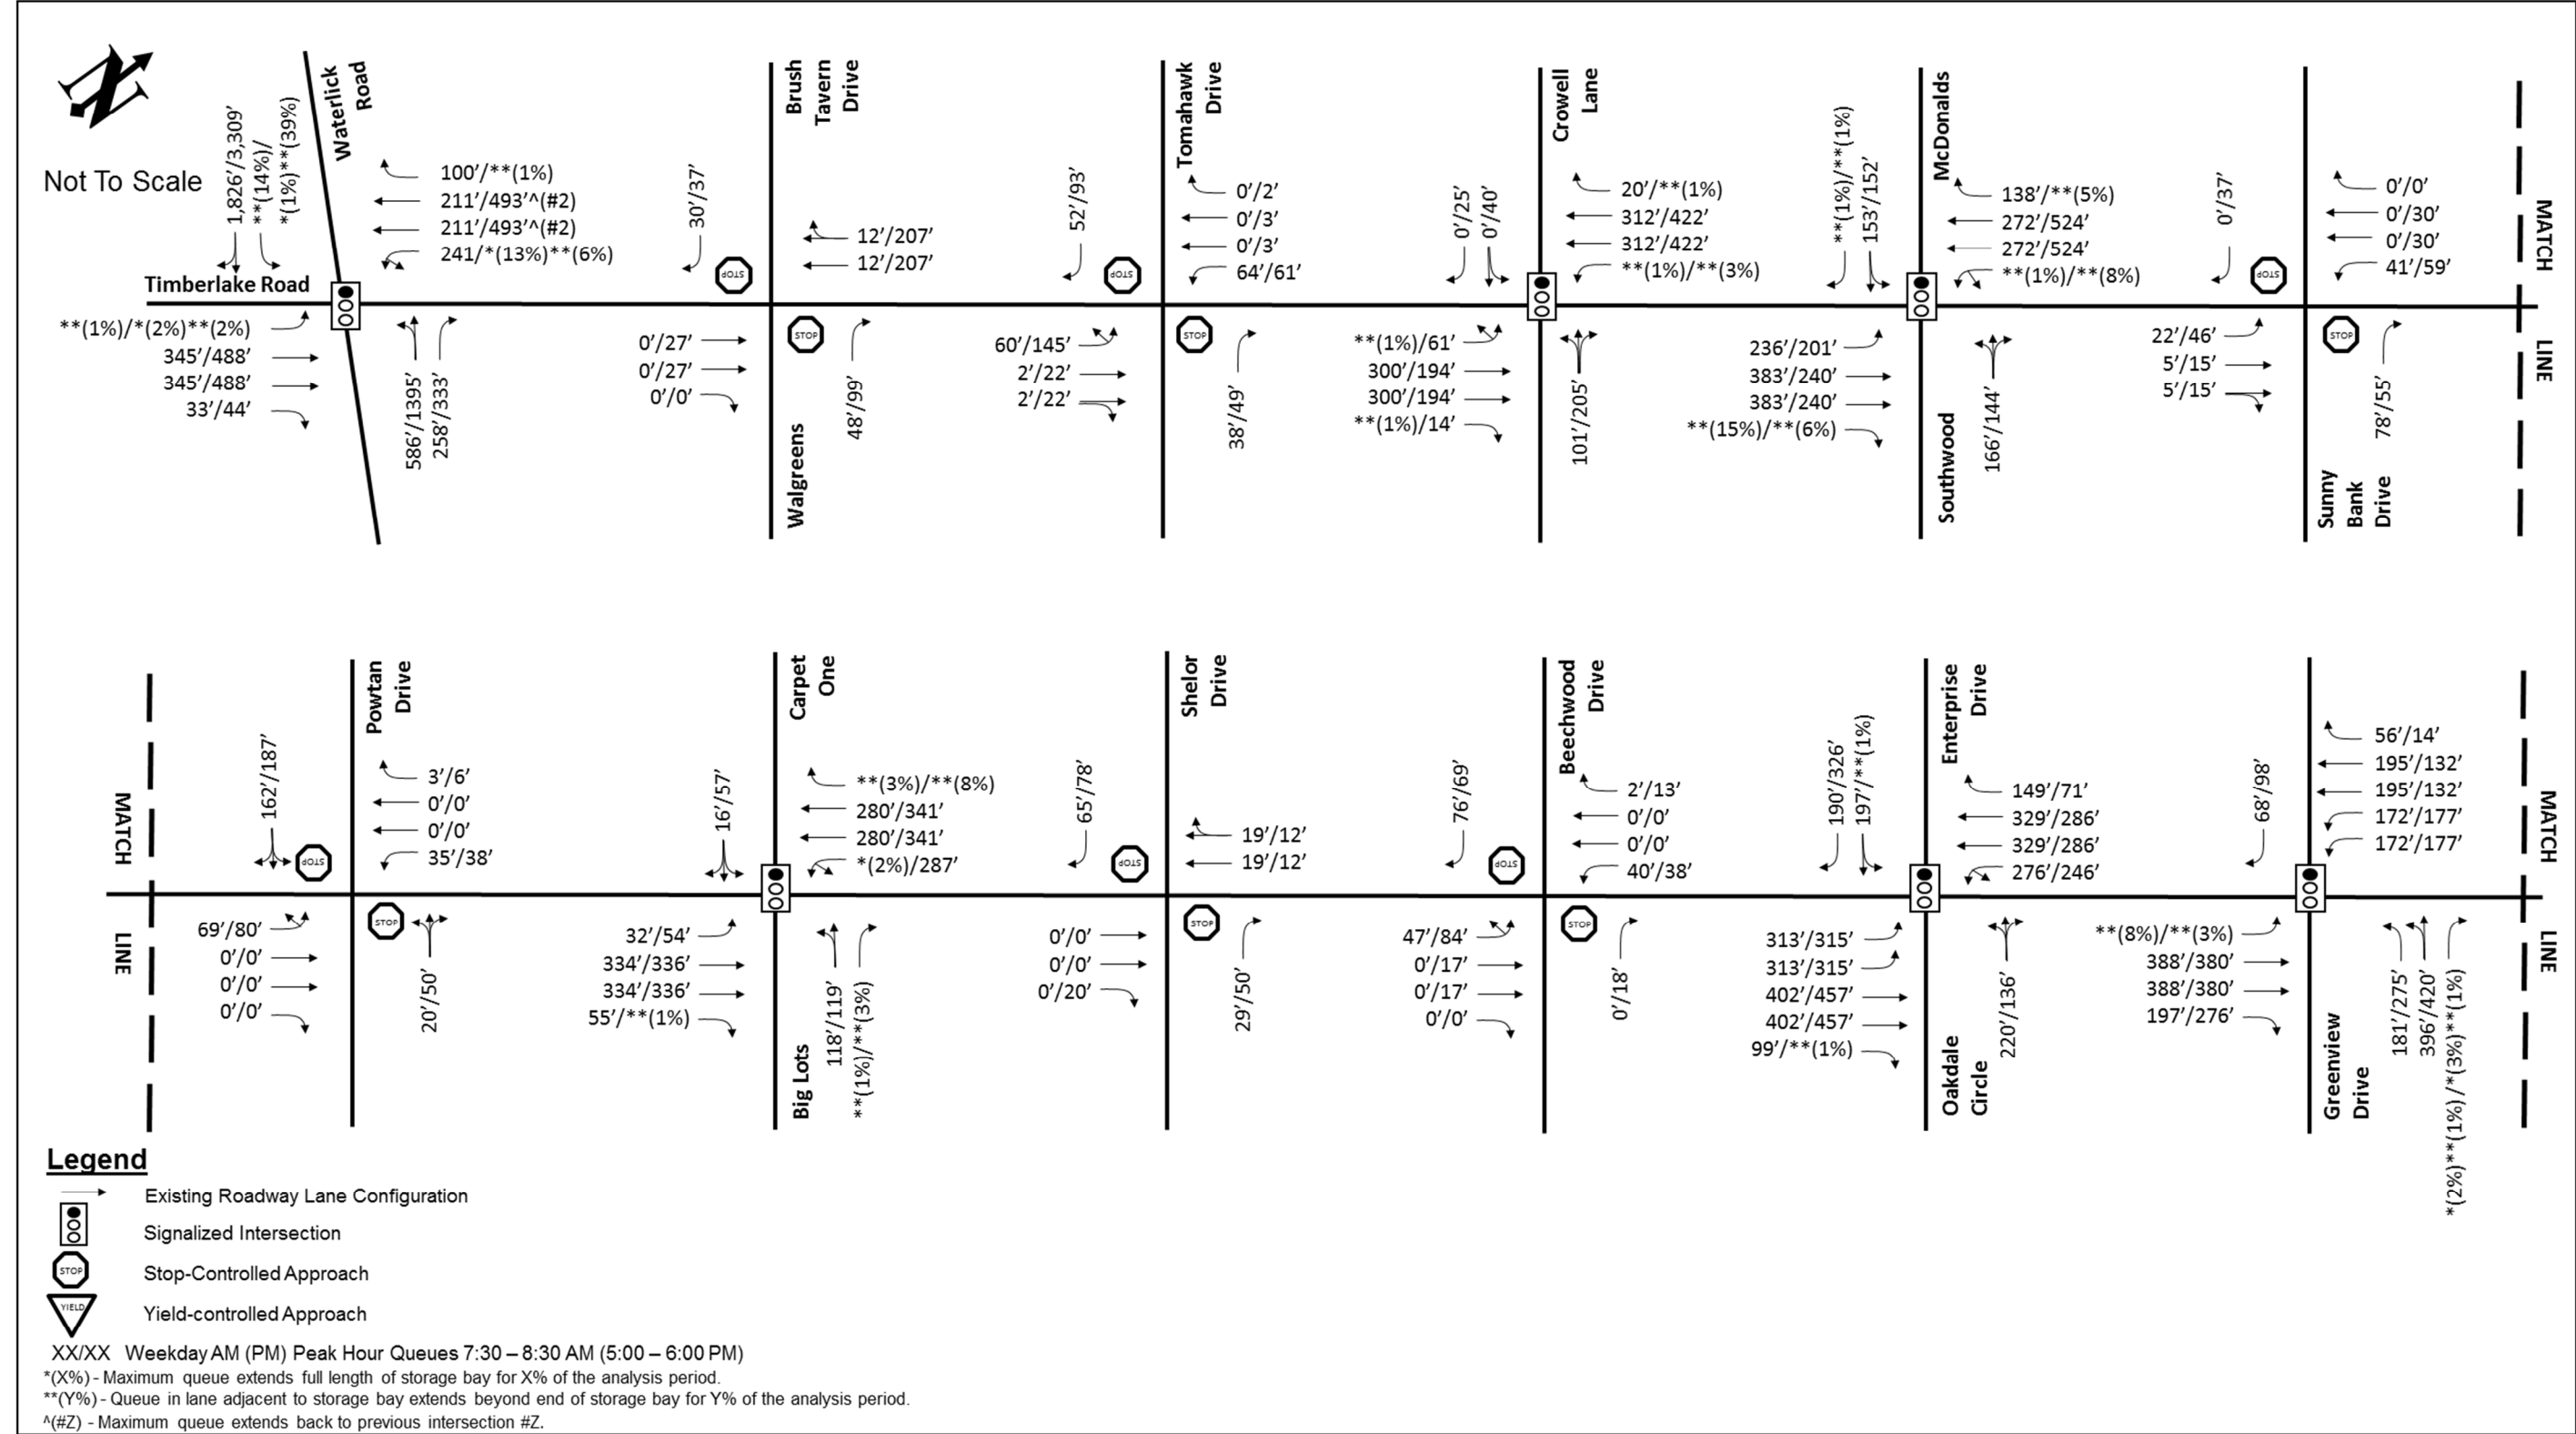 Not To Scale
1,826’/3,309’
**(14%)/
*(1%)**(39%)
Waterlick
Road
100’/**(1%)
211’/493’^(#2)
211’/493’^(#2)
241/*(13%)**(6%)
Timberlake Road
**(1%)/*(2%)**(2%)
345’/488’
345’/488’
33’/44’
586’/1395’
258’/333’
30’/37’
STOP
Brush
Tavern
Drive
12’/207’
12’/207’
0’/27’
0’/27’
0’/0’
STOP
Walgreens
48’/99’
52’/93’
STOP
Tomahawk
Drive
0’/2’
0’/3’
0’/3’
64’/61’
60’/145’
2’/22’
2’/22’
STOP
38’/49’
0’/25’
0’/40’
Crowell
Lane
20’/**(1%)
312’/422’
312’/422’
**(1%)/**(3%)
**(1%)/61’
300’/194’
300’/194’
**(1%)/14’
101’/205’
**(1%)/**(1%)
153’/152’
McDonalds
138’/**(5%)
272’/524’
272’/524’
**(1%)/**(8%)
236’/201’
383’/240’
383’/240’
**(15%)/**(6%)
Southwood
166’/144’
0’/37’
STOP
0’/0’
0’/30’
0’/30’
41’/59’
22’/46’
5’/15’
5’/15’
STOP
Sunny
Bank
Drive
78’/55’
MATCH
LINE
MATCH
LINE
162’/187’
STOP
Powtan
Drive
3’/6’
0’/0’
0’/0’
35’/38’
69’/80’
0’/0’
0’/0’
0’/0’
STOP
20’/50’
16’/57’
Carpet
One
**(3%)/**(8%)
280’/341’
280’/341’
*(2%)/287’
32’/54’
334’/336’
334’/336’
55’/**(1%)
Big Lots
118’/119’
**(1%)/**(3%)
65’/78’
STOP
Shelor
Drive
19’/12’
19’/12’
0’/0’
0’/0’
0’/20’
STOP
29’/50’
76’/69’
STOP
Beechwood
Drive
2’/13’
0’/0’
0’/0’
40’/38’
47’/84’
0’/17’
0’/17’
0’/0’
STOP
0’/18’
190’/326’
197’/**(1%)
Enterprise
Drive
149’/71’
329’/286’
329’/286’
276’/246’
313’/315’
313’/315’
402’/457’
402’/457’
99’/**(1%)
Oakdale
Circle
220’/136’
68’/98’
56’/14’
195’/132’
195’/132’
172’/177’
172’/177’
**(8%)/**(3%)
388’/380’
388’/380’
197’/276’
Greenview
Drive
181’/275’
396’/420’
*(2%)**(1%)/*(3%)**(1%)
MATCH
LINE
Legend
Existing Roadway Lane Configuration
Signalized Intersection
STOP
Stop-Controlled Approach
YIELD
Yield-controlled Approach
XX/XX Weekday AM (PM) Peak Hour Queues 7:30 – 8:30 AM (5:00 – 6:00 PM)
*(X%) - Maximum queue extends full length of storage bay for X% of the analysis period.
**(Y%) - Queue in lane adjacent to storage bay extends beyond end of storage bay for Y% of the analysis period.
^(#Z) - Maximum queue extends back to previous intersection #Z.